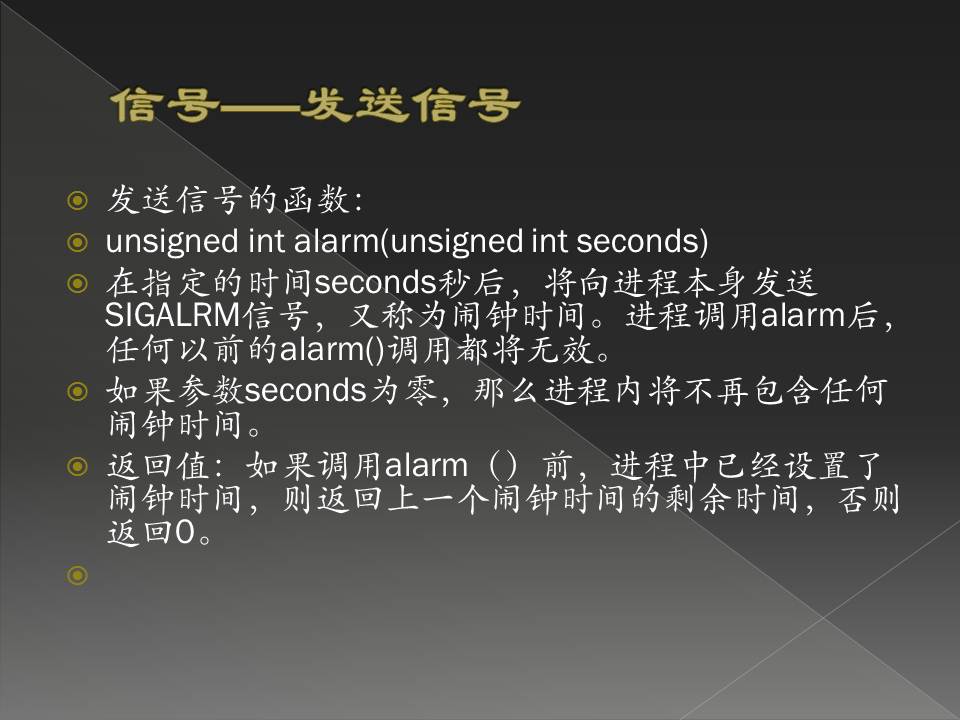 信号——发送信号
发送信号的函数：
unsigned int alarm(unsigned int seconds)
在指定的时间seconds秒后，将向进程本身发送
SIGALRM信号，又称为闹钟时间。进程调用alarm后，
任何以前的alarm()调用都将无效。
如果参数seconds为零，那么进程内将不再包含任何
闹钟时间。
返回值：如果调用alarm（）前，进程中已经设置了
闹钟时间，则返回上一个闹钟时间的剩余时间，否则
返回0。